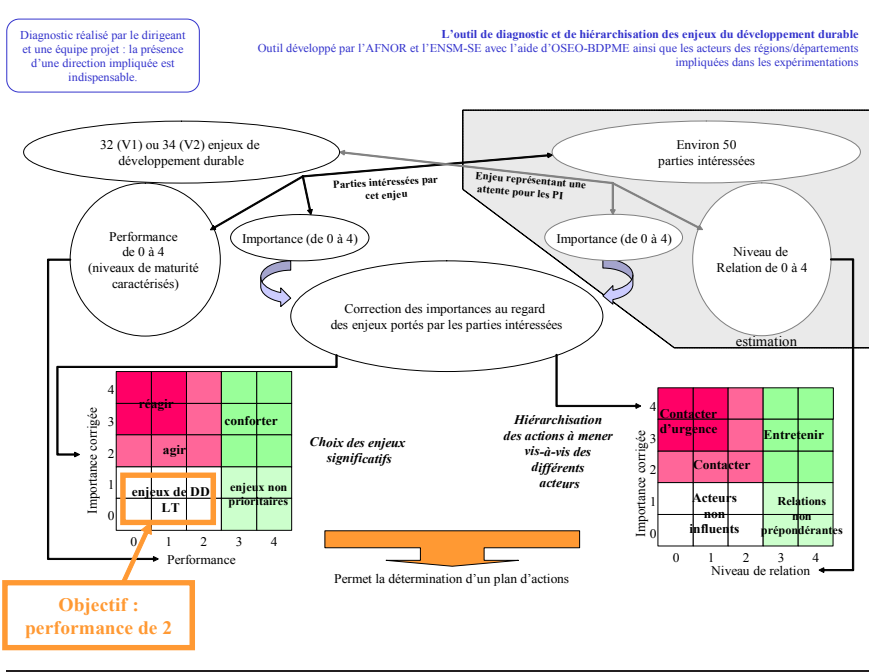 Diagnostic réalisé par le dirigeant
et une équipe projet : la présence
d'une direction impliquée est
indispensable.
L'outil de diagnostic et de hiérarchisation des enjeux du développement durable
Outil développé par l'AFNOR et l'ENSM-SE avec l'aide d'OSEO-BDPME ainsi que les acteurs des régions/départements
impliquées dans les expérimentations
32 (V1) ou 34 (V2) enjeux de
développement durable
Environ 50
parties intéressées
Parties intéressées par
cet enjeu
Enjeu représentant une
attente pour les PI
Performance
de 0 à 4
(niveaux de maturité
caractérisés)
Importance (de 0 à 4)
Importance (de 0 à 4)
Niveau de
Relation de 0 à 4
Correction des importances au regard
des enjeux portés par les parties intéressées
estimation
Importance corrigée
4
3
2
1
0
réagir
conforter
agir
enjeux de DD
LT
enjeux non
prioritaires
0 1 2 3 4
Performance
Choix des enjeux
significatifs
Hiérarchisation
des actions à mener
vis-à-vis des
différents
acteurs
Importance corrigée
4
3
2
1
0
Contacter
d'urgence
Entretenir
Contacter
Acteurs
non
influents
Relations
non
prépondérantes
0 1 2 3 4
Niveau de relation
Permet la détermination d'un plan d'actions
Objectif :
performance de 2